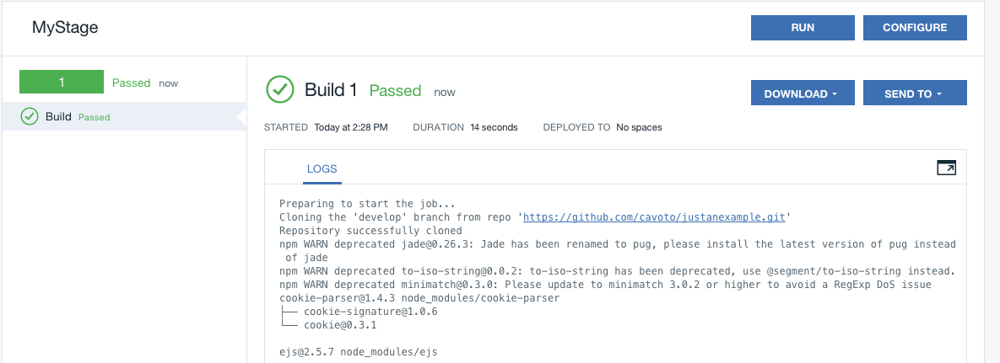 MyStage
RUN
CONFIGURE
1
Passed now
Build Passed
Build 1 Passed now
DOWNLOAD
SEND TO
STARTED Today at 2:28 PM DURATION 14 seconds DEPLOYED TO No spaces
LOGS
Preparing to start the job...
Cloning the 'develop' branch from repo 'https://github.com/cavoto/justanexample.git'
Repository successfully cloned
npm WARN deprecated jade@0.26.3: Jade has been renamed to pug, please install the latest version of pug instead
of jade
npm WARN deprecated to-iso-string@0.0.2: to-iso-string has been deprecated, use @segment/to-iso-string instead.
npm WARN deprecated minimatch@0.3.0: Please update to minimatch 3.0.2 or higher to avoid a RegExp DoS issue
cookie-parser@1.4.3 node_modules/cookie-parser
├── cookie-signature@1.0.6
└── cookie@0.3.1
ejs@2.5.7 node_modules/ejs